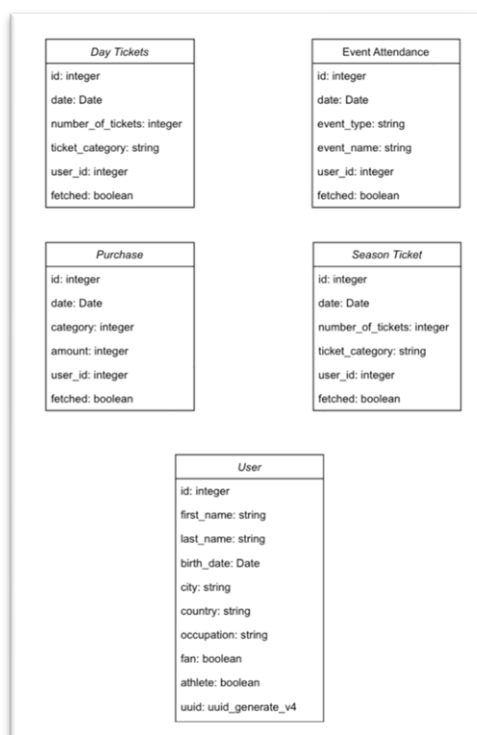 Day Tickets
id: integer
date: Date
number_of_tickets: integer
ticket_category: string
user_id: integer
fetched: boolean
Event Attendance
id: integer
date: Date
event_type: string
event_name: string
user_id: integer
fetched: boolean
Purchase
id: integer
date: Date
category: integer
amount: integer
user_id: integer
fetched: boolean
Season Ticket
id: integer
date: Date
number_of_tickets: integer
ticket_category: string
user_id: integer
fetched: boolean
User
id: integer
first_name: string
last_name: string
birth_date: Date
city: string
country: string
occupation: string
fan: boolean
athlete: boolean
uuid: uuid_generate_v4